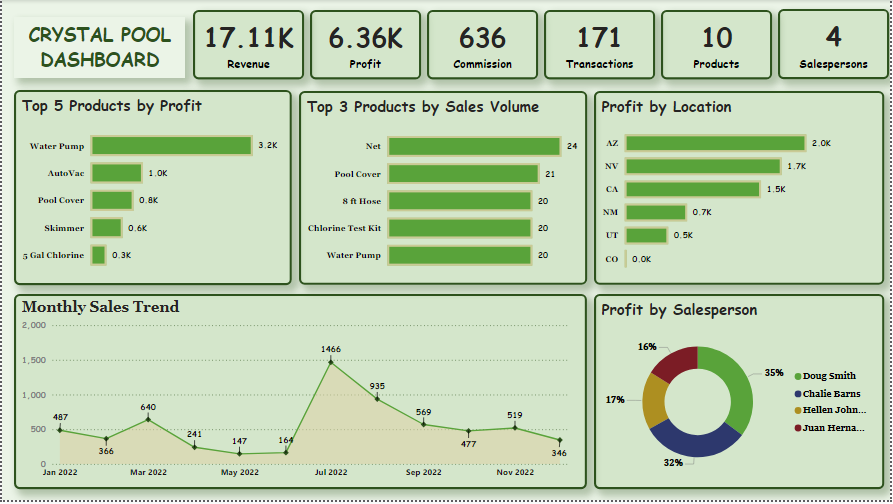 CRYSTAL POOL
DASHBOARD
17.11K
Revenue
6.36K
Profit
636
Commission
171
Transactions
10
Products
4
Salespersons
Top 5 Products by Profit
Water Pump 3.2K
AutoVac 1.0K
Pool Cover 0.8K
Skimmer 0.6K
5 Gal Chlorine 0.3K
Top 3 Products by Sales Volume
Net 24
Pool Cover 21
8 ft Hose 20
Chlorine Test Kit 20
Water Pump 20
Profit by Location
AZ 2.0K
NV 1.7K
CA 1.5K
NM 0.7K
UT 0.5K
CO 0.0K
Monthly Sales Trend
2,000
1,500
1,000
500
0
487
366
640
241
147
164
1466
935
569
477
519
346
Jan 2022 Mar 2022 May 2022 Jul 2022 Sep 2022 Nov 2022
Profit by Salesperson
16%
35%
17%
32%
Doug Smith
Chalie Barns
Hellen John...
Juan Herna...